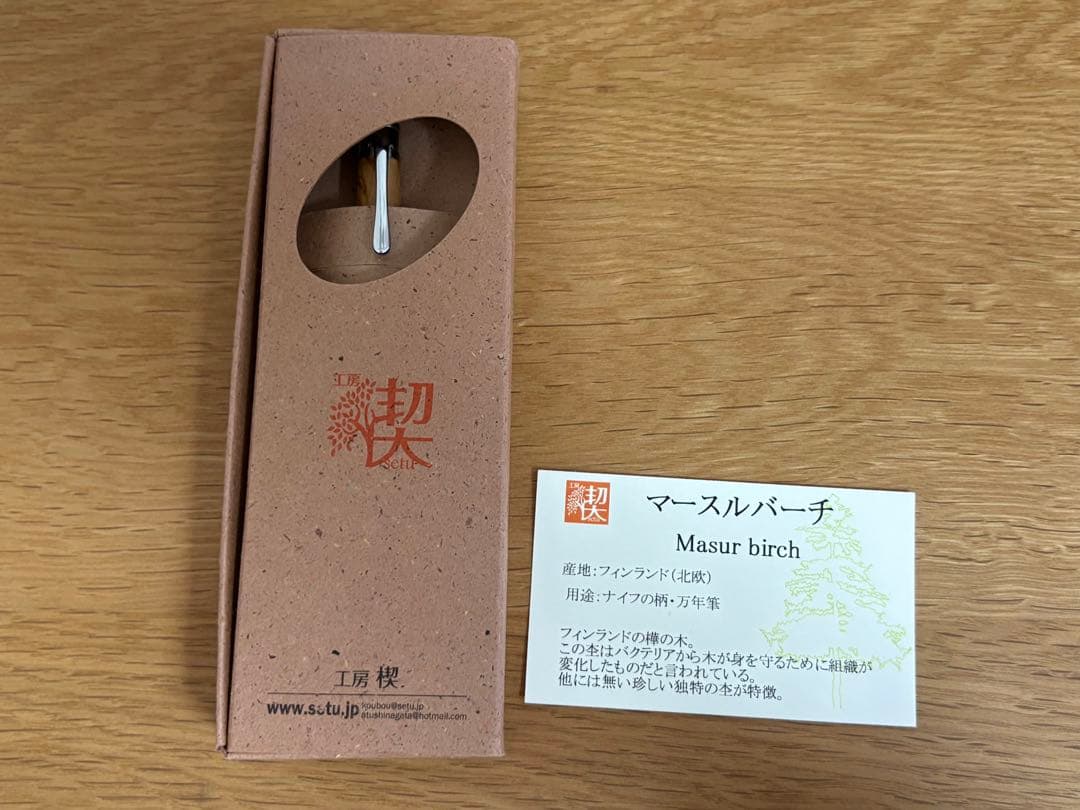 工房
楔
setu
工房 楔.
www.setu.jp
koubou@setu.jp
atushinagata@hotmail.com
工房
楔
setu
マースルバーチ
Masur birch
産地：フィンランド（北欧）
用途：ナイフの柄・万年筆
フィンランドの樺の木。
この杢はバクテリアから木が身を守るために組織が
変化したものだと言われている。
他には無い珍しい独特の杢が特徴。